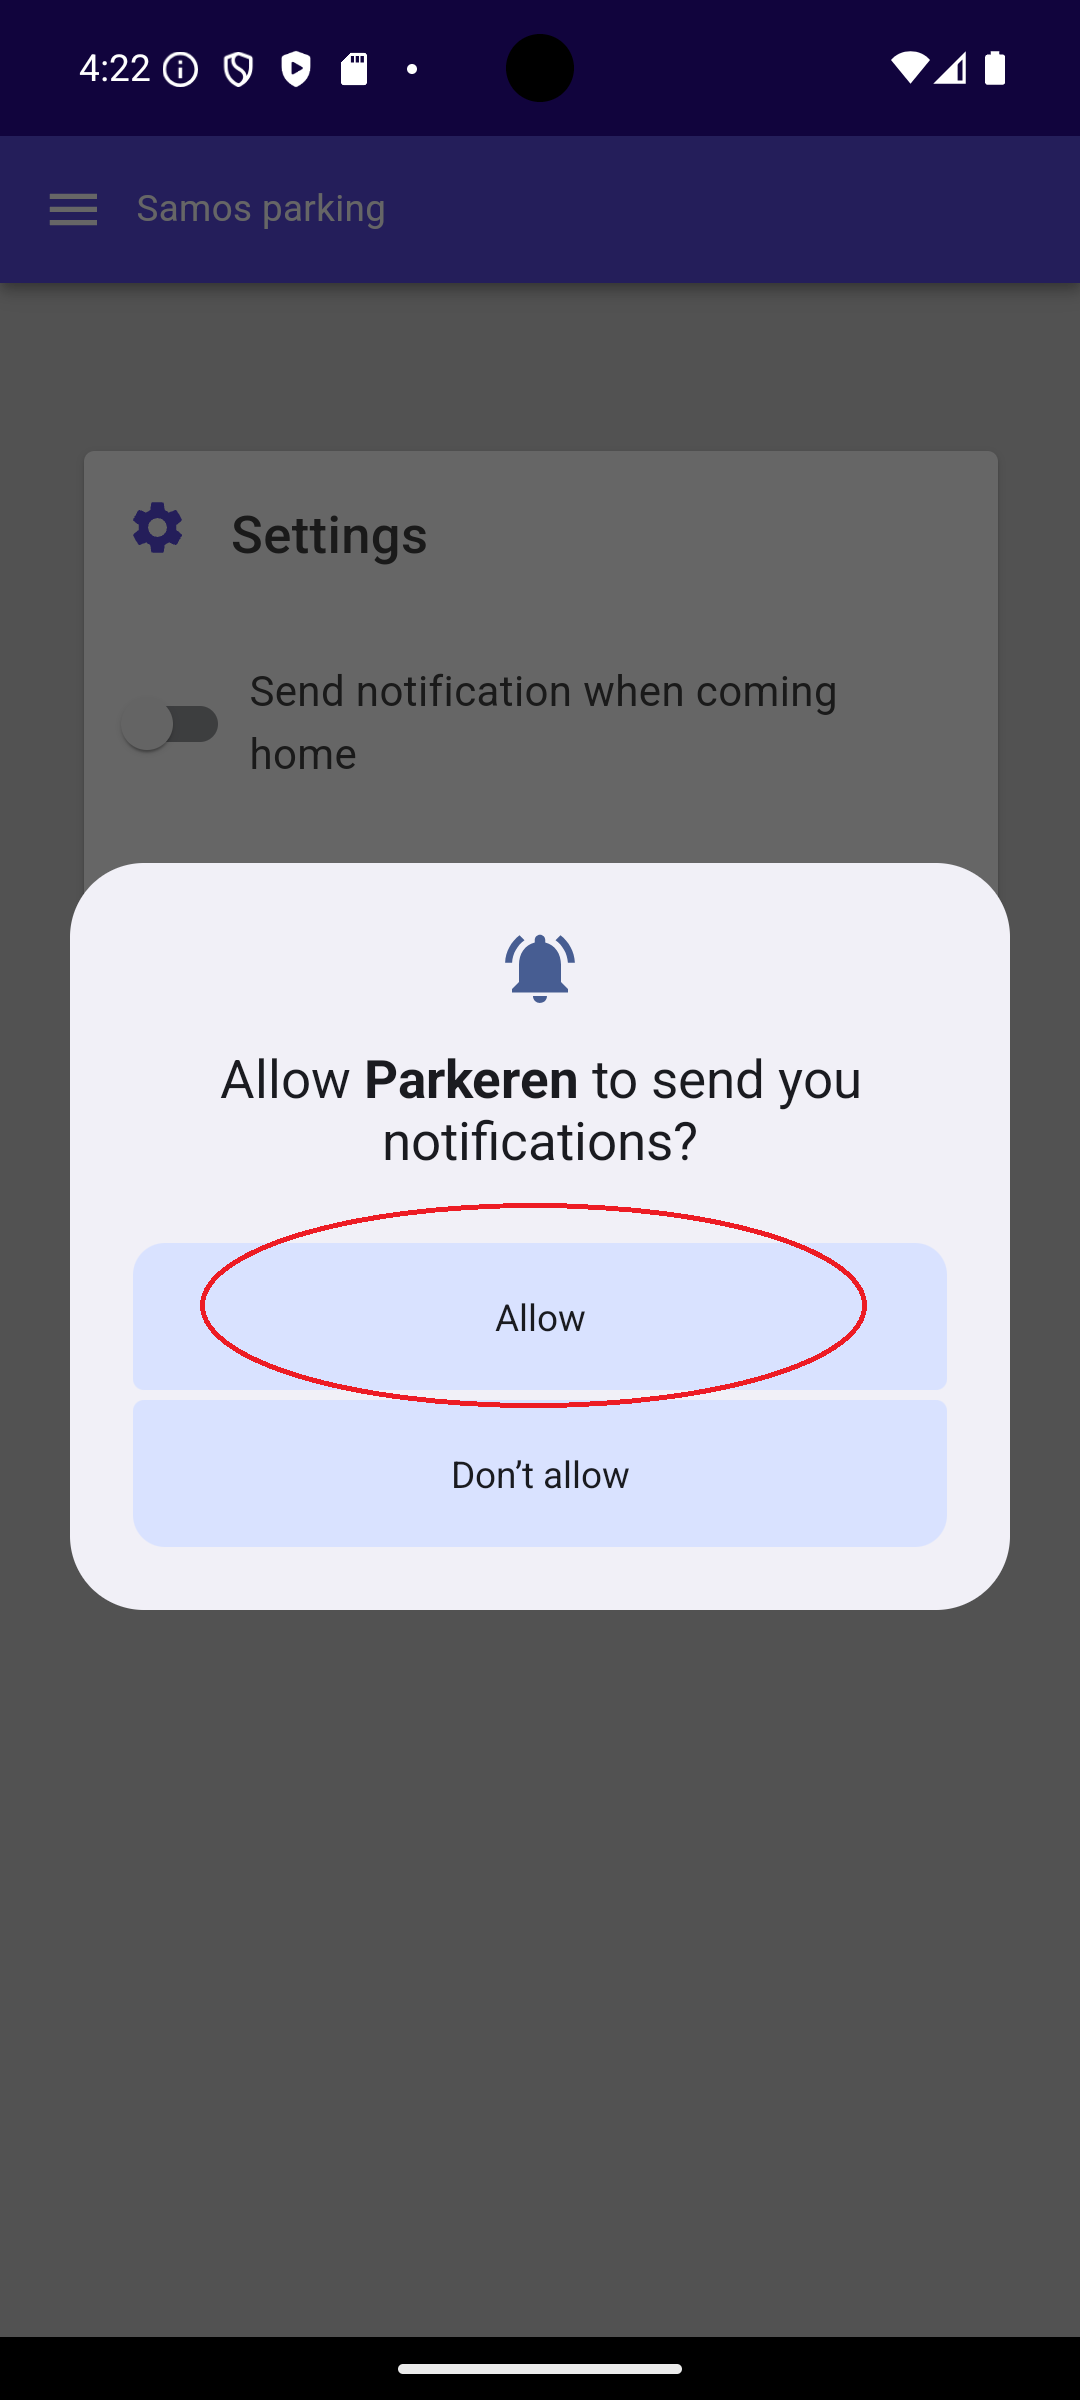 4:22
Samos parking
Settings
Send notification when coming
home
Allow Parkeren to send you
notifications?
Allow
Don’t allow